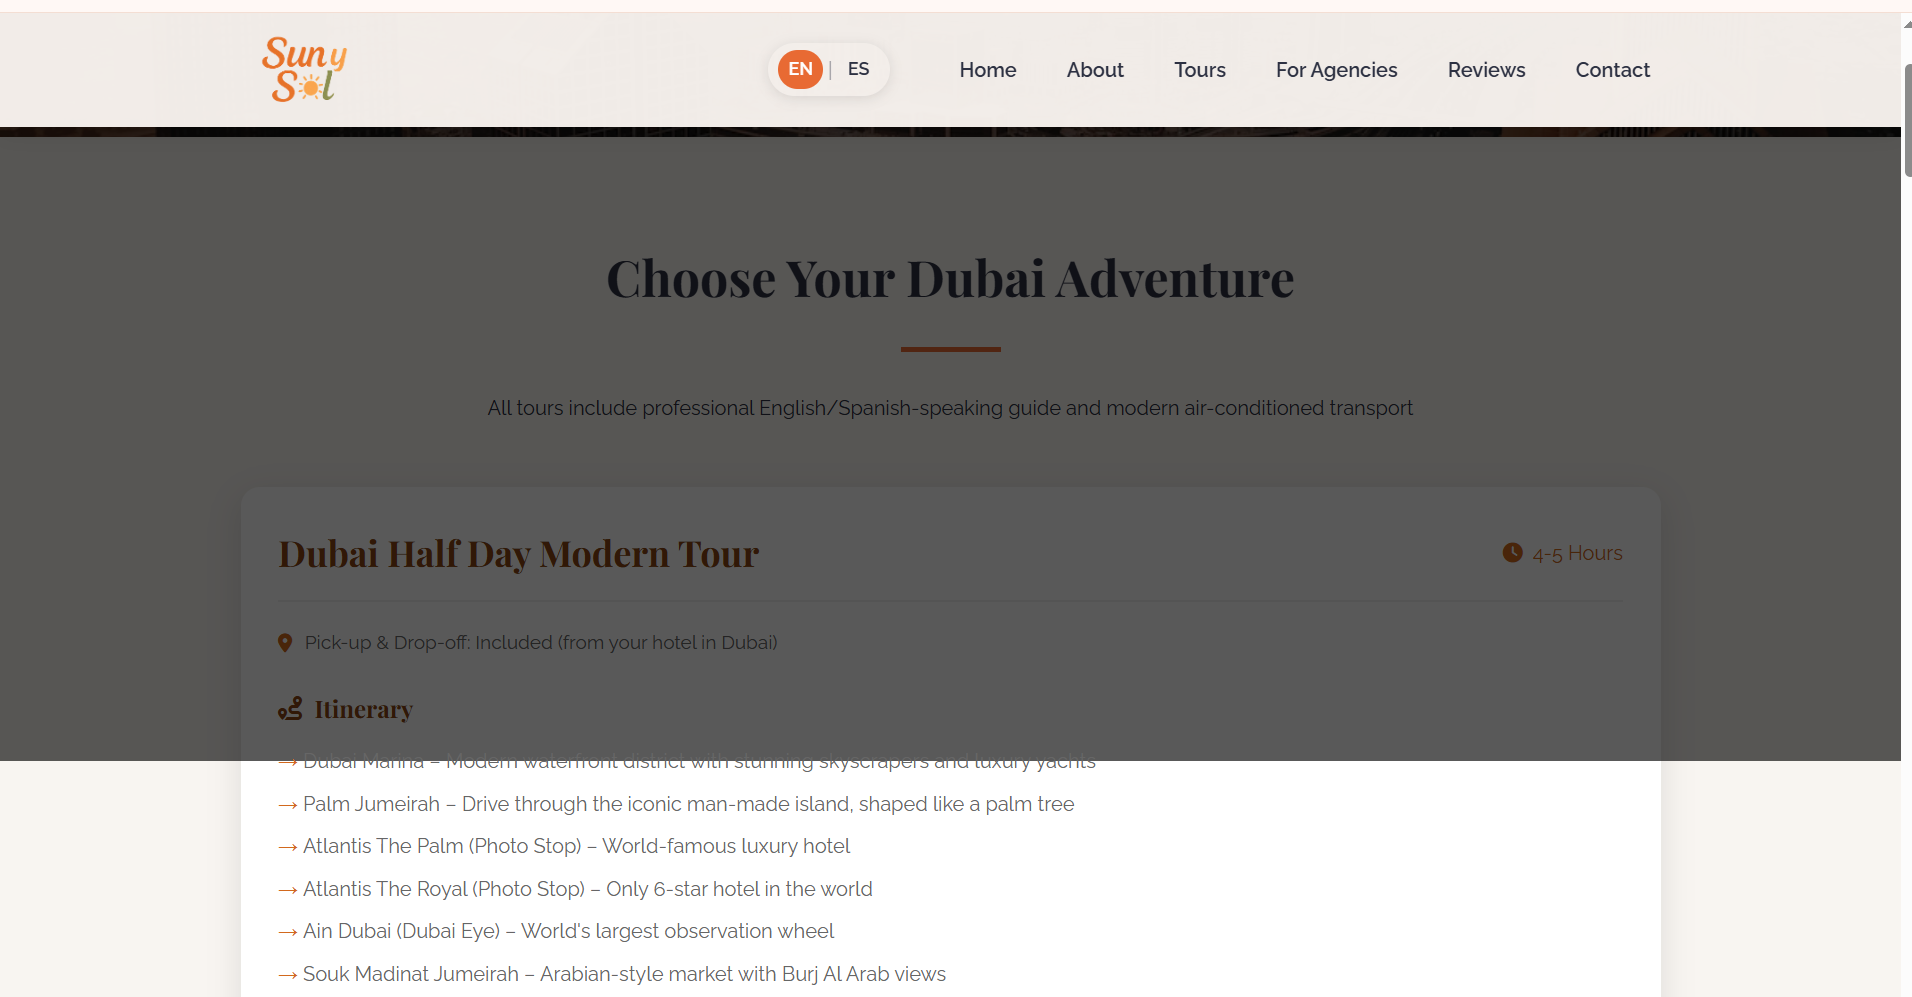 Sun y
Sol
EN | ES
Home
About
Tours
For Agencies
Reviews
Contact
Choose Your Dubai Adventure
All tours include professional English/Spanish-speaking guide and modern air-conditioned transport
Dubai Half Day Modern Tour
4-5 Hours
Pick-up & Drop-off: Included (from your hotel in Dubai)
Itinerary
→ Dubai Marina – Modern waterfront district with stunning skyscrapers and luxury yachts
→ Palm Jumeirah – Drive through the iconic man-made island, shaped like a palm tree
→ Atlantis The Palm (Photo Stop) – World-famous luxury hotel
→ Atlantis The Royal (Photo Stop) – Only 6-star hotel in the world
→ Ain Dubai (Dubai Eye) – World's largest observation wheel
→ Souk Madinat Jumeirah – Arabian-style market with Burj Al Arab views